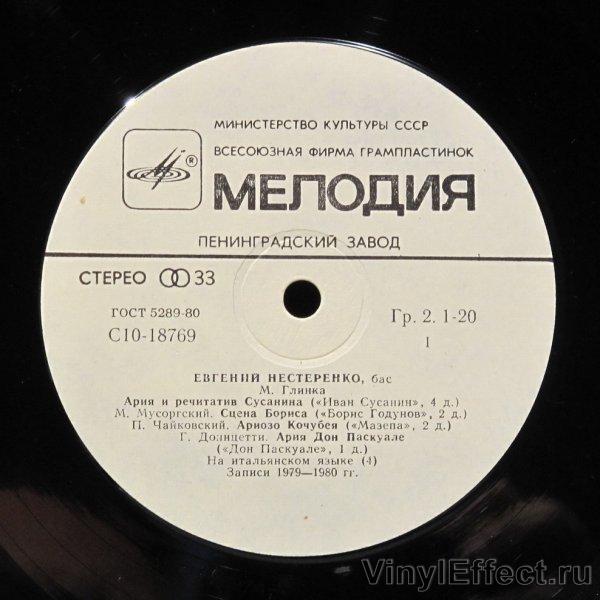 МИНИСТЕРСТВО КУЛЬТУРЫ СССР
ВСЕСОЮЗНАЯ ФИРМА ГРАМПЛАСТИНОК
®
МЕЛОДИЯ
ЛЕНИНГРАДСКИЙ ЗАВОД
СТЕРЕО 33
ГОСТ 5289-80
С10-18769
Гр. 2. 1-20
I
ЕВГЕНИЙ НЕСТЕРЕНКО, бас
М. Глинка
Ария и речитатив Сусанина («Иван Сусанин», 4 д.)
М. Мусоргский. Сцена Бориса («Борис Годунов», 2 д.)
П. Чайковский. Ариозо Кочубея («Мазепа», 2 д.)
Г. Доницетти. Ария Дон Паскуале
(«Дон Паскуале», 1 д.)
На итальянском языке (4)
Записи 1979—1980 гг.
VinylEffect.ru